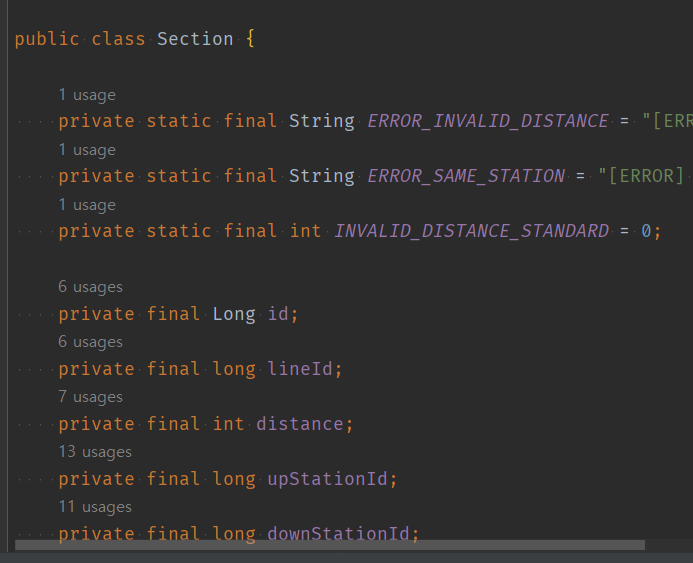 public class Section {
1 usage
private static final String ERROR_INVALID_DISTANCE = "[ERR
1 usage
private static final String ERROR_SAME_STATION = "[ERROR]
1 usage
private static final int INVALID_DISTANCE_STANDARD = 0;
6 usages
private final Long id;
6 usages
private final long lineId;
7 usages
private final int distance;
13 usages
private final long upStationId;
11 usages
private final long downStationId;